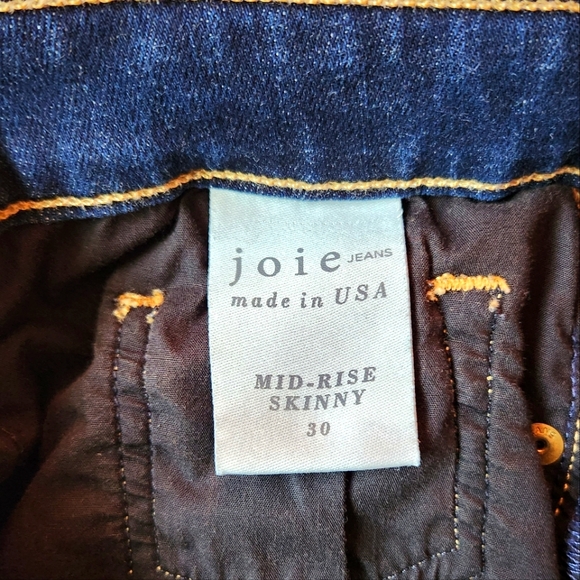 joie JEANS
made in USA
MID-RISE
SKINNY
30